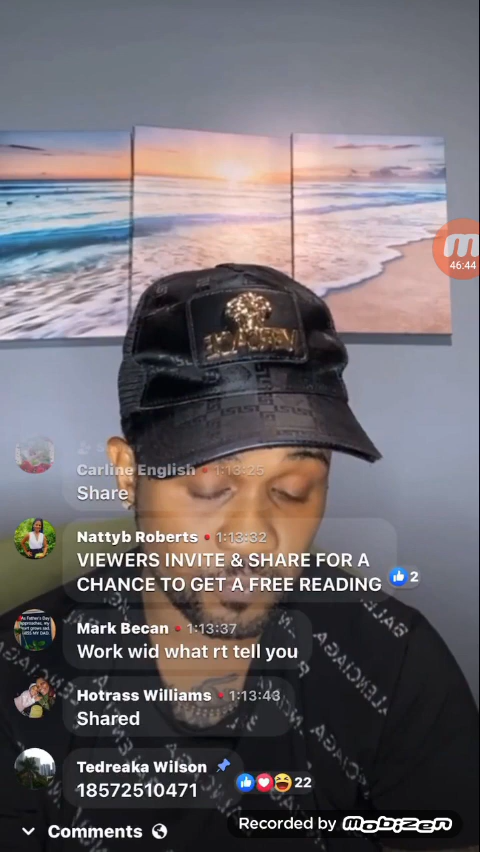 46:44
Carline English • 1:13:25
Share
Nattyb Roberts • 1:13:32
VIEWERS INVITE & SHARE FOR A
CHANCE TO GET A FREE READING
2
Mark Becan • 1:13:37
Work wid what rt tell you
BALENCIAGA
Hotrass Williams • 1:13:43
Shared
Tedreaka Wilson
18572510471
22
Comments
Recorded by mobizen